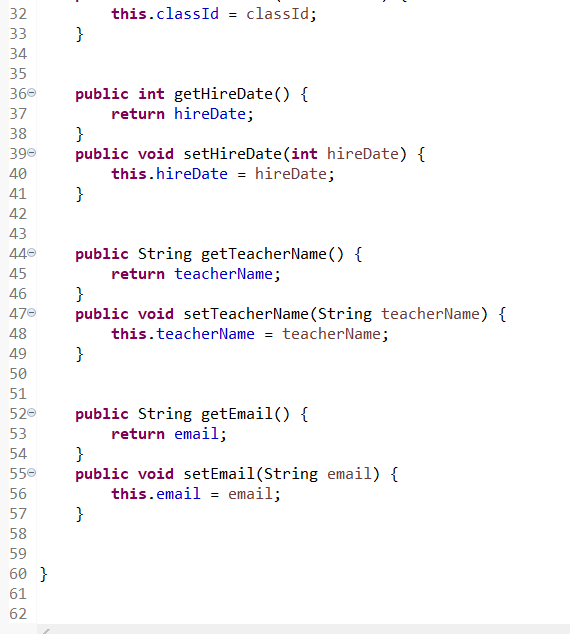 32 this.classId = classId;
33 }
34
35
36 public int getHireDate() {
37 return hireDate;
38 }
39 public void setHireDate(int hireDate) {
40 this.hireDate = hireDate;
41 }
42
43
44 public String getTeacherName() {
45 return teacherName;
46 }
47 public void setTeacherName(String teacherName) {
48 this.teacherName = teacherName;
49 }
50
51
52 public String getEmail() {
53 return email;
54 }
55 public void setEmail(String email) {
56 this.email = email;
57 }
58
59
60 }
61
62